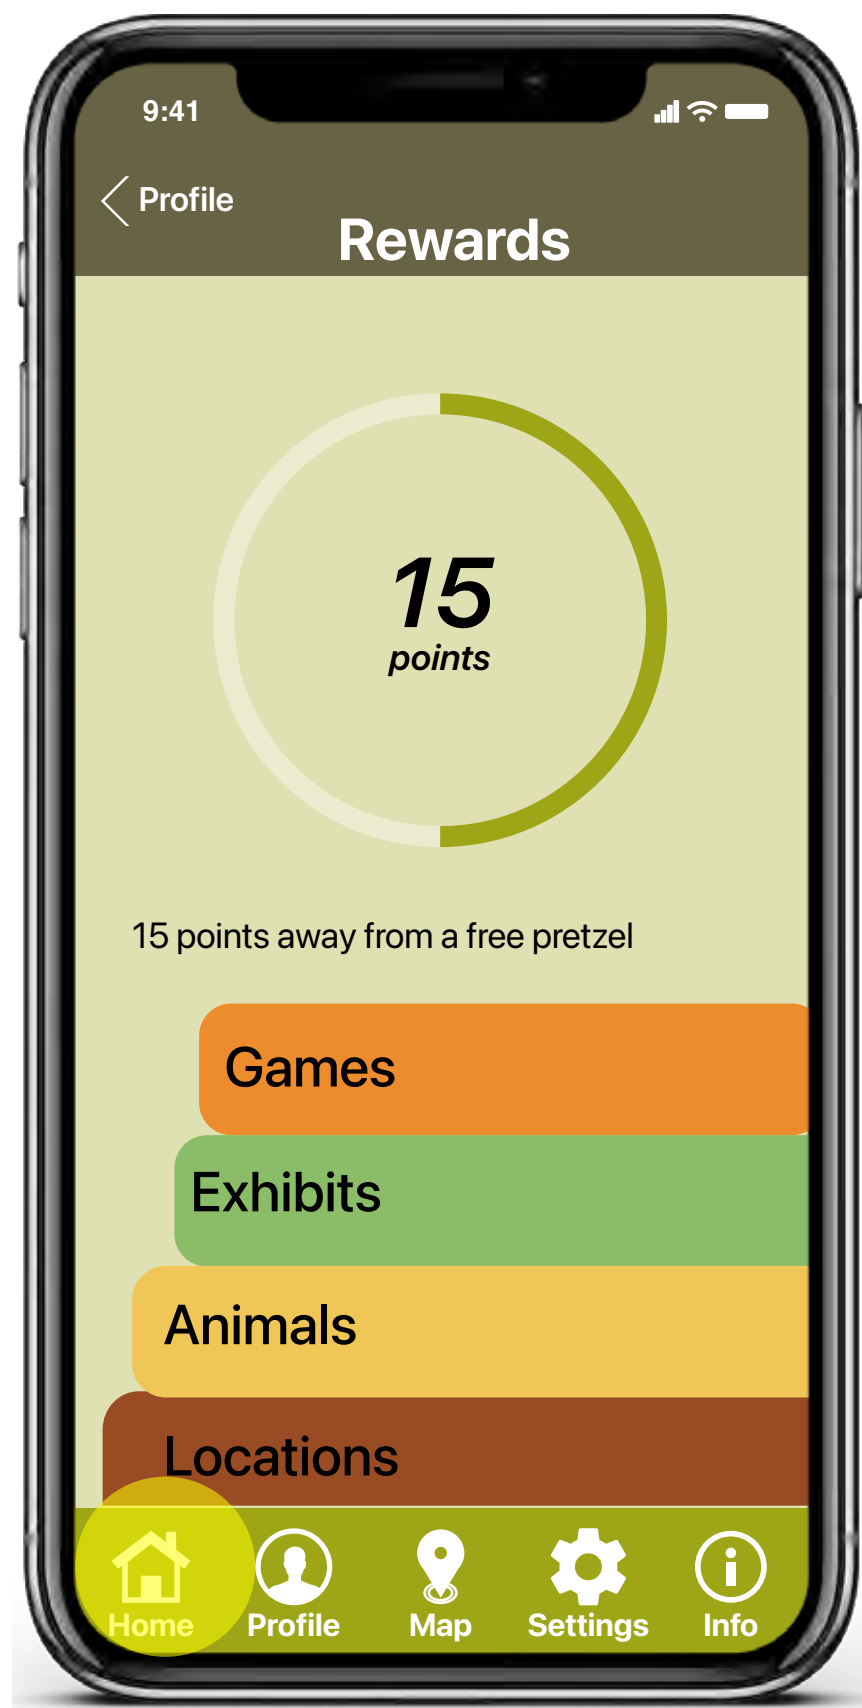 9:41
Profile
Rewards
15
points
15 points away from a free pretzel
Games
Exhibits
Animals
Locations
Home
Profile
Map
Settings
Info